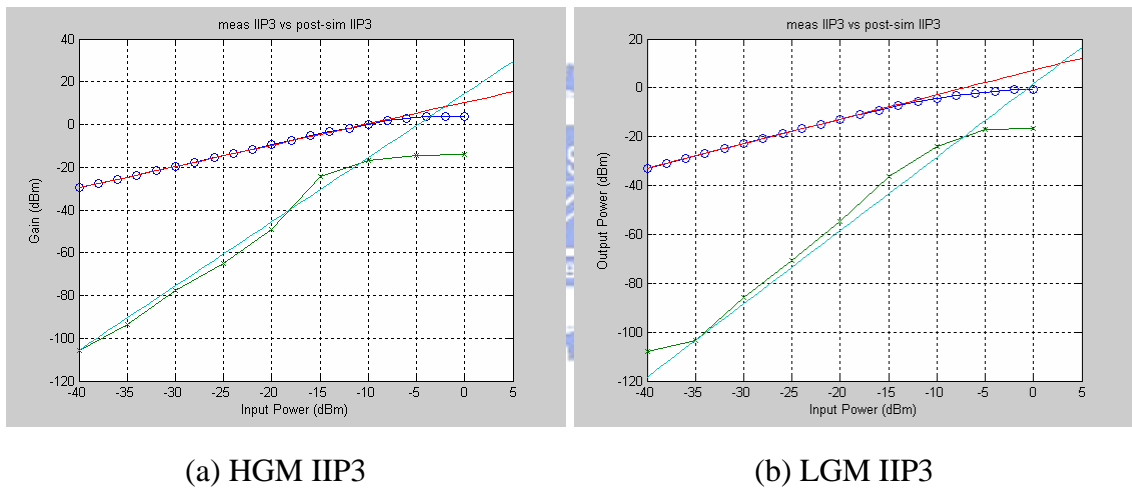 meas IIP3 vs post-sim IIP3
40
20
0
-20
-40
-60
-80
-100
-120
Gain (dBm)
-40 -35 -30 -25 -20 -15 -10 -5 0 5
Input Power (dBm)
(a) HGM IIP3
meas IIP3 vs post-sim IIP3
20
0
-20
-40
-60
-80
-100
-120
Output Power (dBm)
-40 -35 -30 -25 -20 -15 -10 -5 0 5
Input Power (dBm)
(b) LGM IIP3